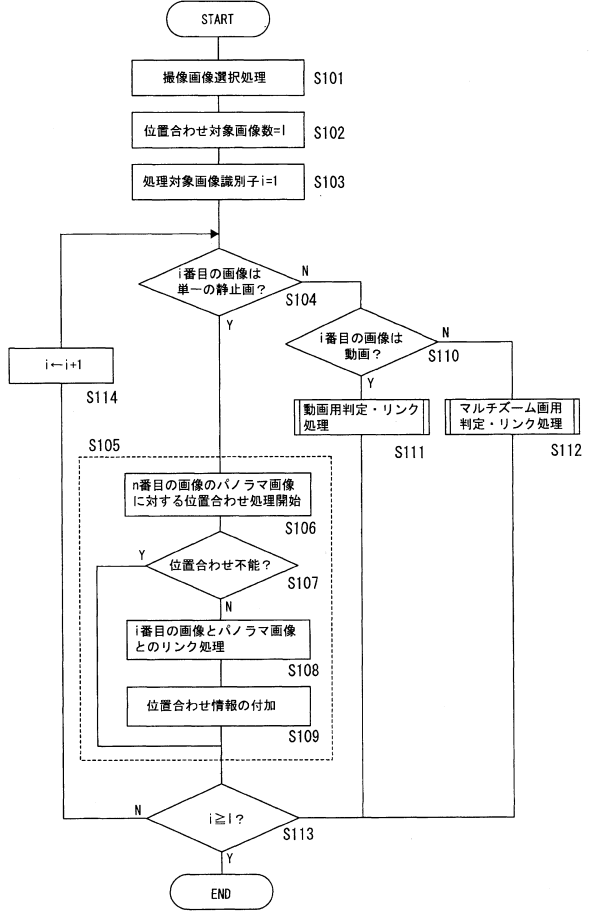 START
撮像画像選択処理
S101
位置合わせ対象画像数=I
S102
処理対象画像識別子i=1
S103
i番目の画像は
単一の静止画?
N
S104
Y
i番目の画像は
動画?
N
S110
Y
i←i+1
S114
動画用判定・リンク
処理
S111
マルチズーム画用
判定・リンク処理
S112
S105
n番目の画像のパノラマ画像
に対する位置合わせ処理開始
S106
Y
位置合わせ不能?
S107
N
i番目の画像とパノラマ画像
とのリンク処理
S108
位置合わせ情報の付加
S109
N
i≧I?
S113
Y
END